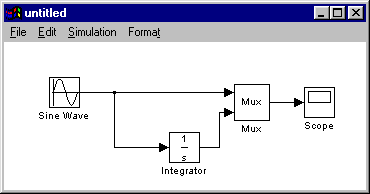 untitled
File Edit Simulation Format
Sine Wave
Mux
Mux
Scope
1
s
Integrator